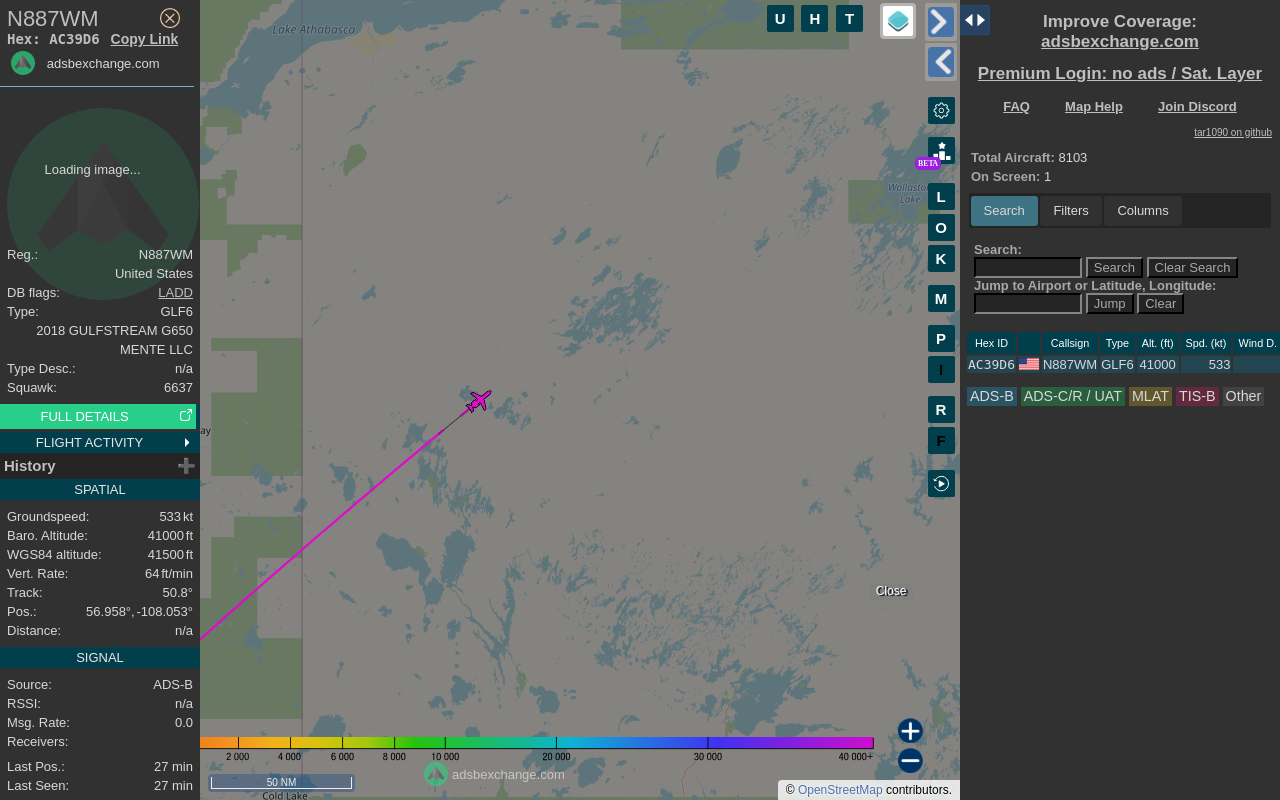 N887WM
Hex: AC39D6 Copy Link
adsbexchange.com
Loading image...
Reg.: N887WM
United States
DB flags: LADD
Type: GLF6
2018 GULFSTREAM G650
MENTE LLC
Type Desc.: n/a
Squawk: 6637
FULL DETAILS
FLIGHT ACTIVITY
History
SPATIAL
Groundspeed: 533 kt
Baro. Altitude: 41000 ft
WGS84 altitude: 41500 ft
Vert. Rate: 64 ft/min
Track: 50.8°
Pos.: 56.958°, -108.053°
Distance: n/a
SIGNAL
Source: ADS-B
RSSI: n/a
Msg. Rate: 0.0
Receivers:
Last Pos.: 27 min
Last Seen: 27 min
Lake Athabasca
U H T
BETA
Wollaston
Lake
L
O
K
M
P
I
R
F
ay
Close
2 000 4 000 6 000 8 000 10 000 20 000 30 000 40 000+
adsbexchange.com
50 NM
Cold Lake
© OpenStreetMap contributors.
Improve Coverage:
adsbexchange.com
Premium Login: no ads / Sat. Layer
FAQ Map Help Join Discord
tar1090 on github
Total Aircraft: 8103
On Screen: 1
Search Filters Columns
Search:
Search Clear Search
Jump to Airport or Latitude, Longitude:
Jump Clear
Hex ID Callsign Type Alt. (ft) Spd. (kt) Wind D.
AC39D6 N887WM GLF6 41000 533
ADS-B ADS-C/R / UAT MLAT TIS-B Other